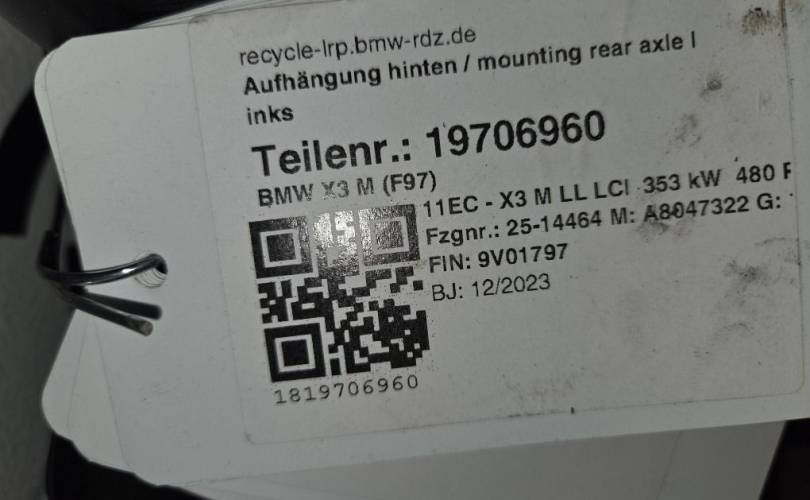 recycle-lrp.bmw-rdz.de
Aufhängung hinten / mounting rear axle l
inks
Teilenr.: 19706960
BMW X3 M (F97)
11EC - X3 M LL LCI 353 kW 480
Fzgnr.: 25-14464 M: A8047322 G:
FIN: 9V01797
BJ: 12/2023
1819706960